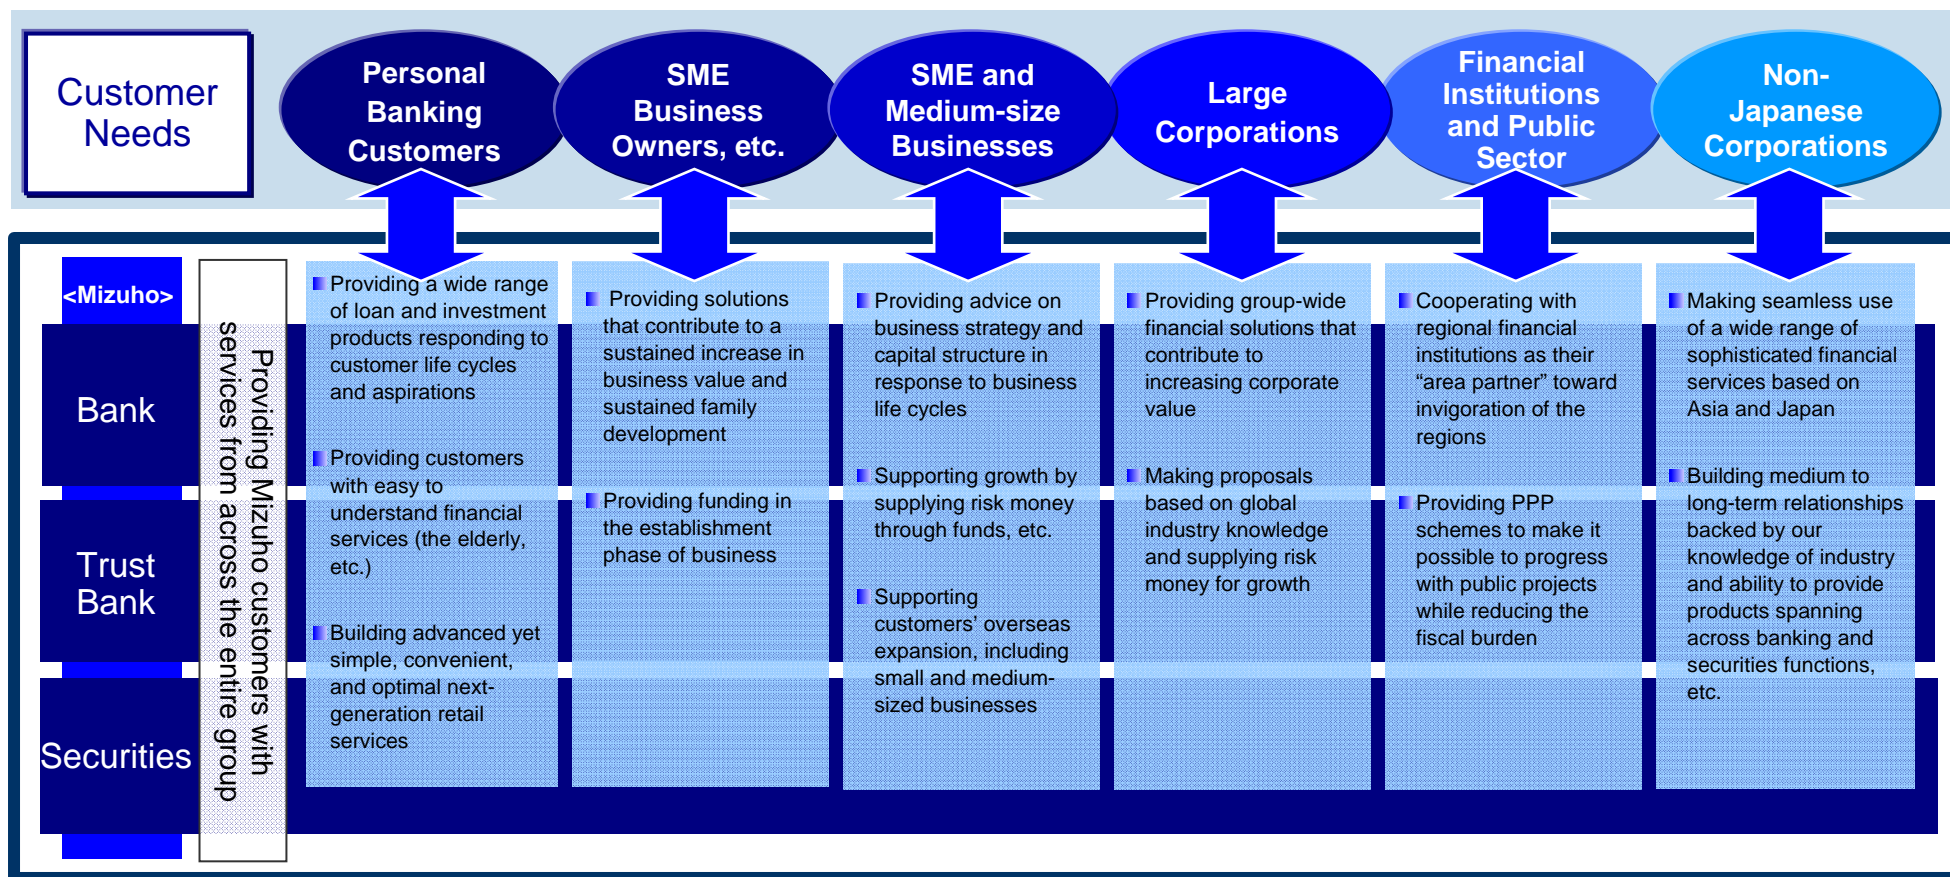 Customer
Needs
Personal
Banking
Customers
SME
Business
Owners, etc.
SME and
Medium-size
Businesses
Large
Corporations
Financial
Institutions
and Public
Sector
Non-
Japanese
Corporations
<Mizuho>
Bank
Trust
Bank
Securities
Providing Mizuho customers with
services from across the entire group
Providing a wide range
of loan and investment
products responding to
customer life cycles
and aspirations
Providing customers
with easy to
understand financial
services (the elderly,
etc.)
Building advanced yet
simple, convenient,
and optimal next-
generation retail
services
Providing solutions
that contribute to a
sustained increase in
business value and
sustained family
development
Providing funding in
the establishment
phase of business
Providing advice on
business strategy and
capital structure in
response to business
life cycles
Supporting growth by
supplying risk money
through funds, etc.
Supporting
customers’ overseas
expansion, including
small and medium-
sized businesses
Providing group-wide
financial solutions that
contribute to
increasing corporate
value
Making proposals
based on global
industry knowledge
and supplying risk
money for growth
Cooperating with
regional financial
institutions as their
“area partner” toward
invigoration of the
regions
Providing PPP
schemes to make it
possible to progress
with public projects
while reducing the
fiscal burden
Making seamless use
of a wide range of
sophisticated financial
services based on
Asia and Japan
Building medium to
long-term relationships
backed by our
knowledge of industry
and ability to provide
products spanning
across banking and
securities functions,
etc.